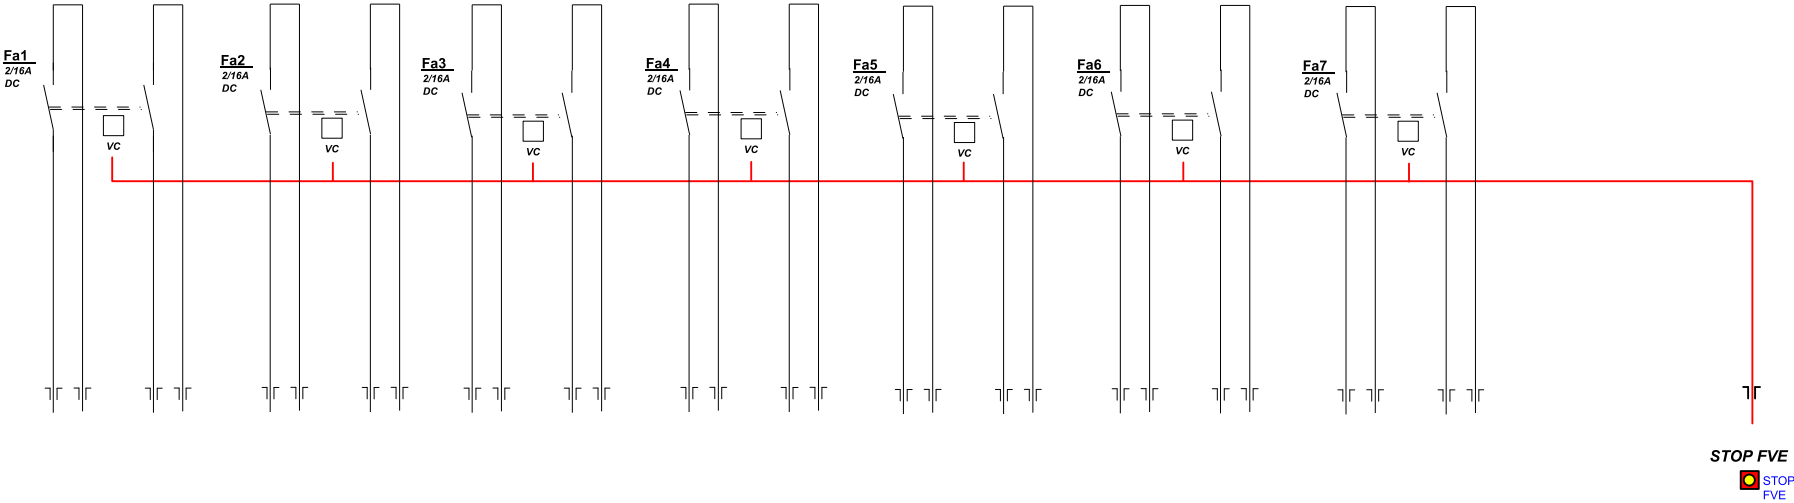 Fa1
2/16A
DC
VC
Fa2
2/16A
DC
VC
Fa3
2/16A
DC
VC
Fa4
2/16A
DC
VC
Fa5
2/16A
DC
VC
Fa6
2/16A
DC
VC
Fa7
2/16A
DC
VC
STOP FVE
STOP
FVE